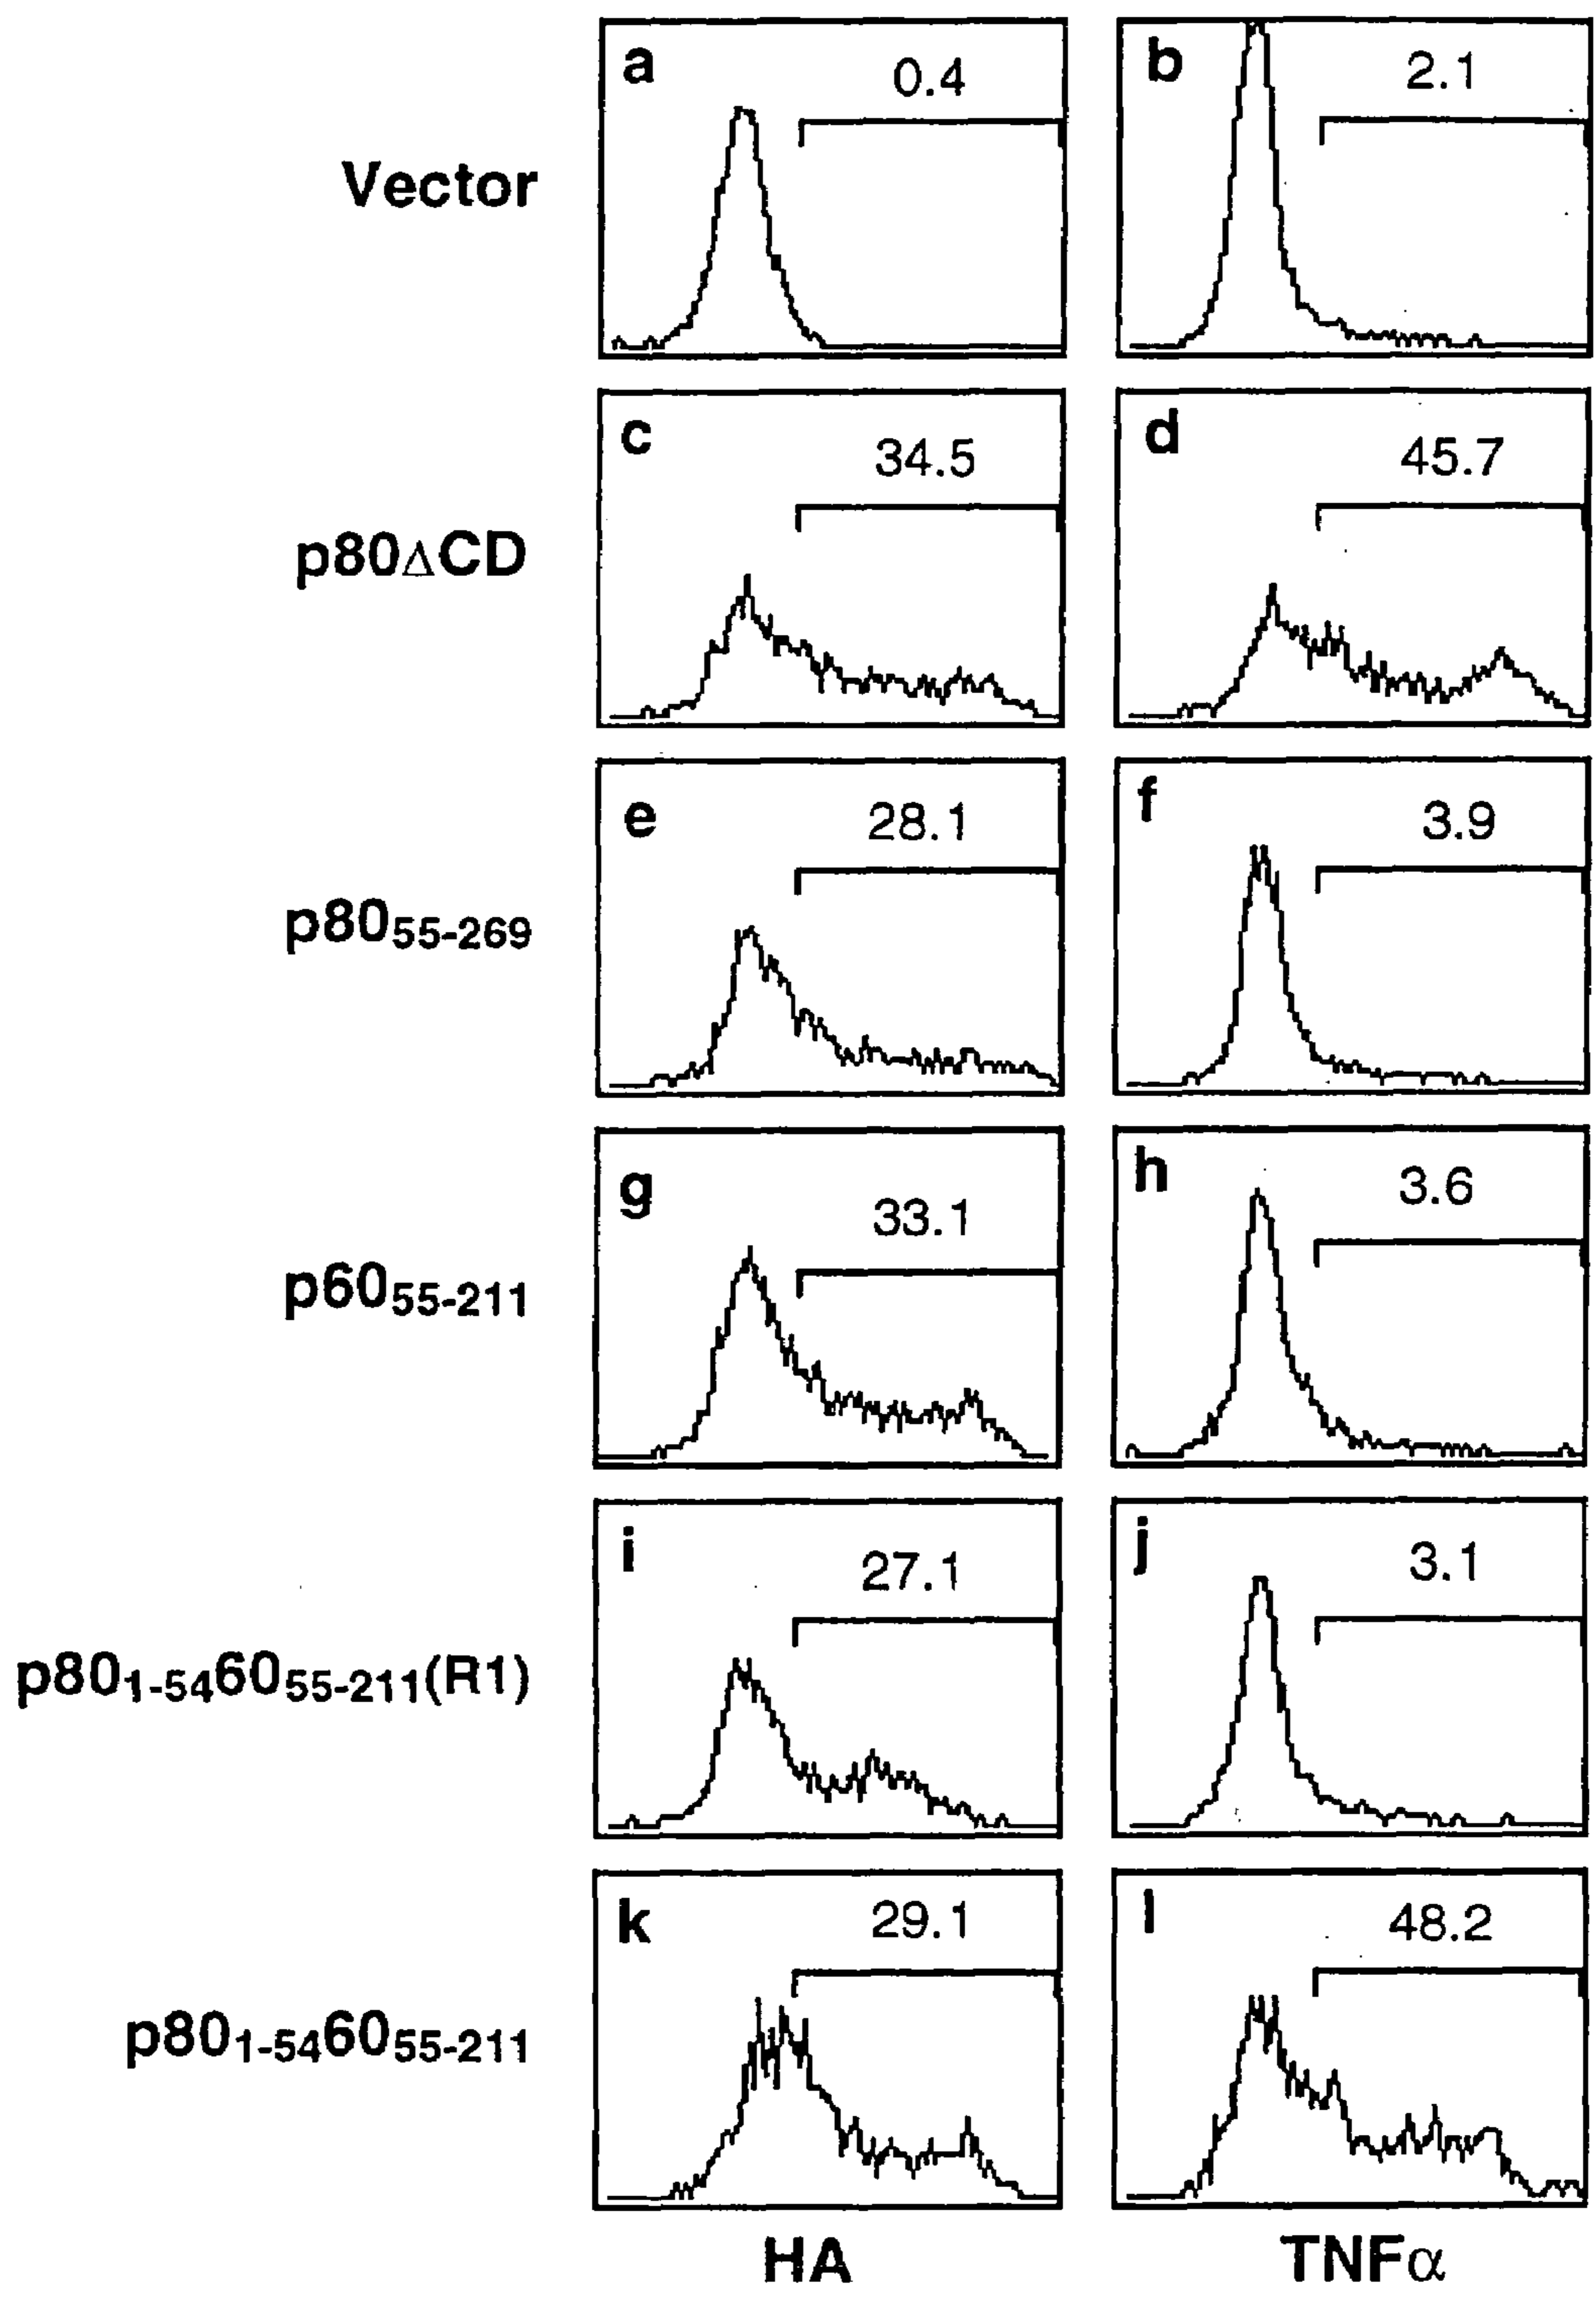 a 0.4 b 2.1
Vector
c 34.5 d 45.7
p80ΔCD
e 28.1 f 3.9
p80₅₅₋₂₆₉
g 33.1 h 3.6
p60₅₅₋₂₁₁
i 27.1 j 3.1
p80₁₋₅₄60₅₅₋₂₁₁(R1)
k 29.1 l 48.2
p80₁₋₅₄60₅₅₋₂₁₁
HA TNFα